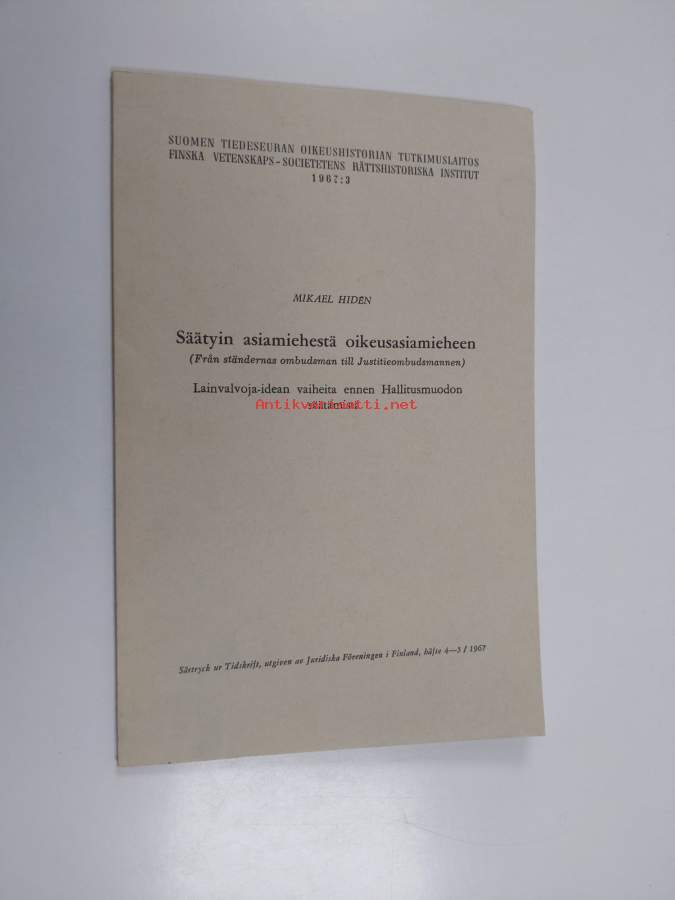 SUOMEN TIEDESEURAN OIKEUSHISTORIAN TUTKIMUSLAITOS
FINSKA VETENSKAPS-SOCIETETENS RÄTTSHISTORISKA INSTITUT
1967:3
MIKAEL HIDÉN
Säätyin asiamiehestä oikeusasiamieheen
(Från ständernas ombudsman till Justitieombudsmannen)
Lainvalvoja-idean vaiheita ennen Hallitusmuodon
säätämistä
Antikvariaatti.net
Särtryck ur Tidskrift, utgiven av Juridiska Föreningen i Finland, häfte 4—5 / 1967